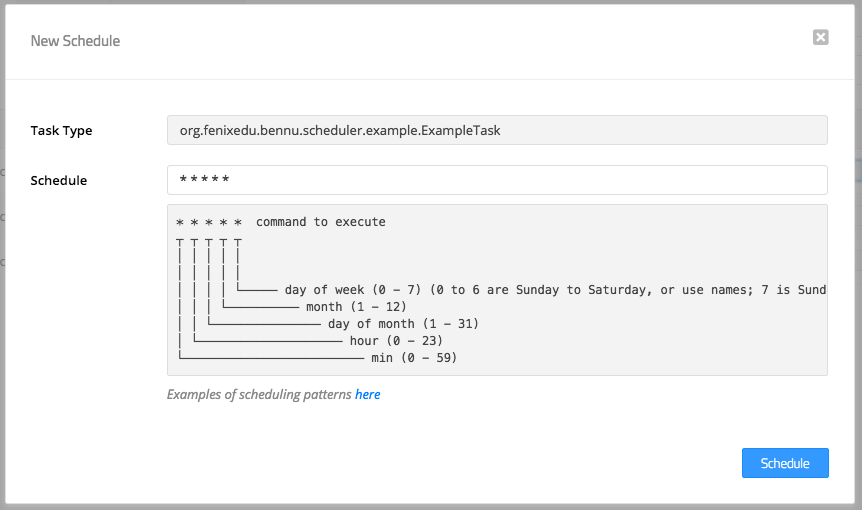 New Schedule
Task Type
org.fenixedu.bennu.scheduler.example.ExampleTask
Schedule
* * * * *
* * * * *  command to execute
┬ ┬ ┬ ┬ ┬
│ │ │ │ │
│ │ │ │ │
│ │ │ │ └───── day of week (0 - 7) (0 to 6 are Sunday to Saturday, or use names; 7 is Sund
│ │ │ └────────── month (1 - 12)
│ │ └─────────────── day of month (1 - 31)
│ └──────────────────── hour (0 - 23)
└───────────────────────── min (0 - 59)
Examples of scheduling patterns here
Schedule